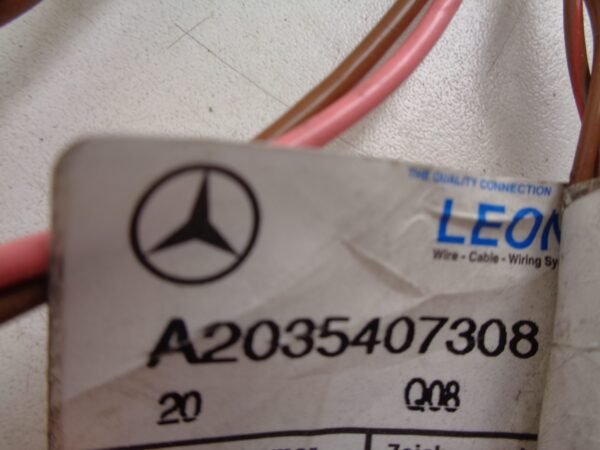 THE QUALITY CONNECTION
LEON
Wire - Cable - Wiring Sy
A2035407308
20 Q08